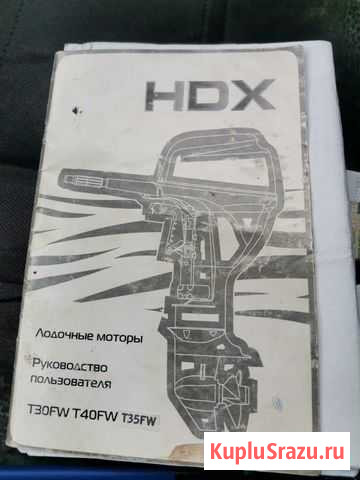 HDX
Лодочные моторы
Руководство
пользователя
T30FW T40FW T35FW
KupluSrazu.ru